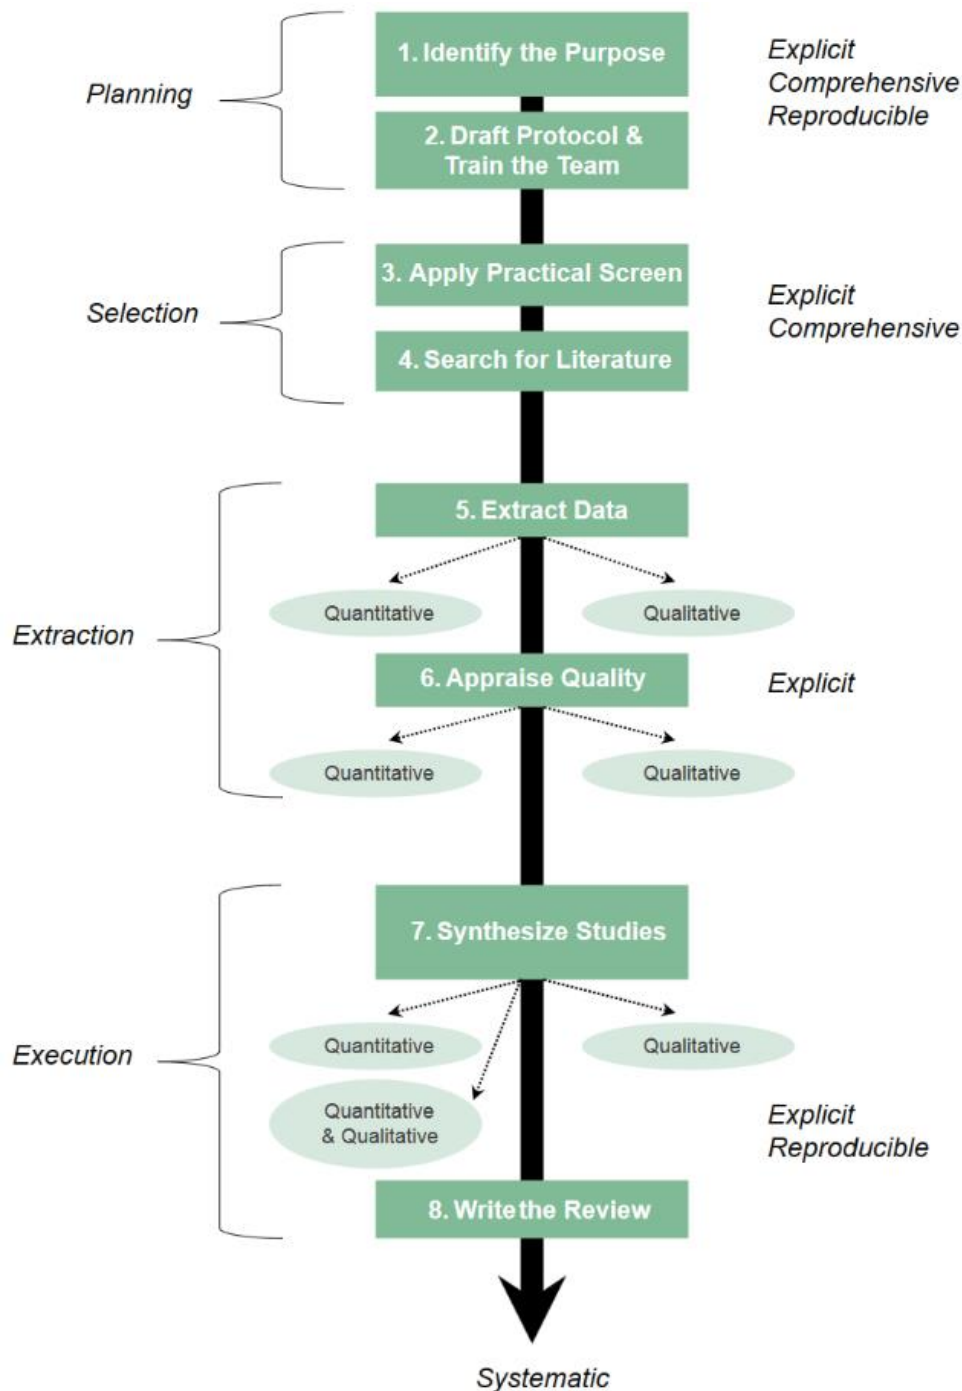 1. Identify the Purpose
Explicit
Comprehensive
Reproducible
Planning
2. Draft Protocol &
Train the Team
3. Apply Practical Screen
Selection
Explicit
Comprehensive
4. Search for Literature
5. Extract Data
Quantitative
Qualitative
Extraction
6. Appraise Quality
Explicit
Quantitative
Qualitative
7. Synthesize Studies
Quantitative
Qualitative
Execution
Quantitative
& Qualitative
Explicit
Reproducible
8. Write the Review
Systematic